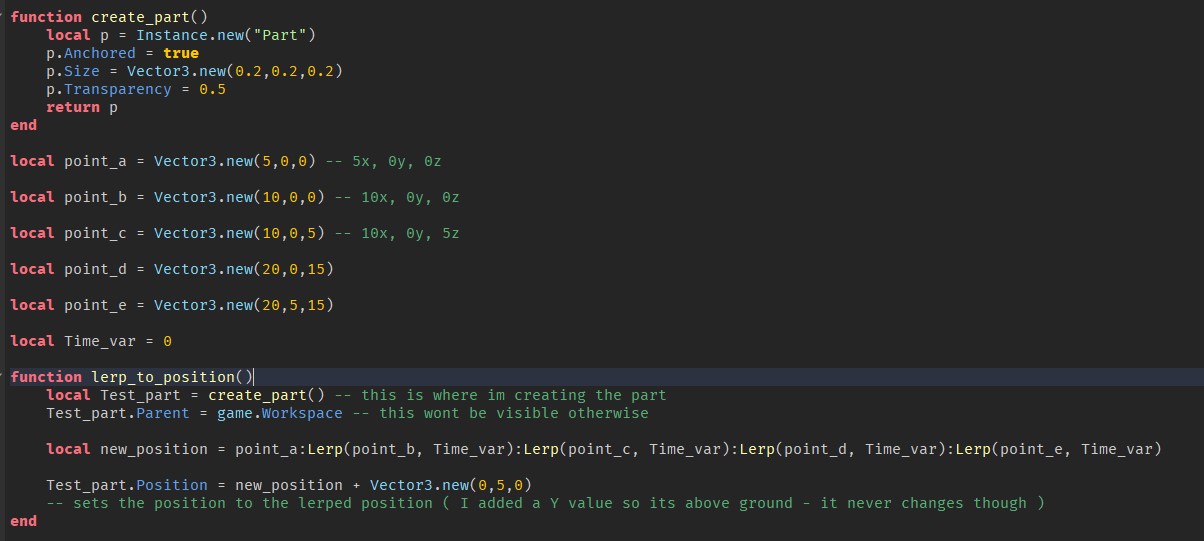 function create_part()
    local p = Instance.new("Part")
    p.Anchored = true
    p.Size = Vector3.new(0.2,0.2,0.2)
    p.Transparency = 0.5
    return p
end
local point_a = Vector3.new(5,0,0) -- 5x, 0y, 0z
local point_b = Vector3.new(10,0,0) -- 10x, 0y, 0z
local point_c = Vector3.new(10,0,5) -- 10x, 0y, 5z
local point_d = Vector3.new(20,0,15)
local point_e = Vector3.new(20,5,15)
local Time_var = 0
function lerp_to_position()
    local Test_part = create_part() -- this is where im creating the part
    Test_part.Parent = game.Workspace -- this wont be visible otherwise
    local new_position = point_a:Lerp(point_b, Time_var):Lerp(point_c, Time_var):Lerp(point_d, Time_var):Lerp(point_e, Time_var)
    Test_part.Position = new_position + Vector3.new(0,5,0)
    -- sets the position to the lerped position ( I added a Y value so its above ground - it never changes though )
end